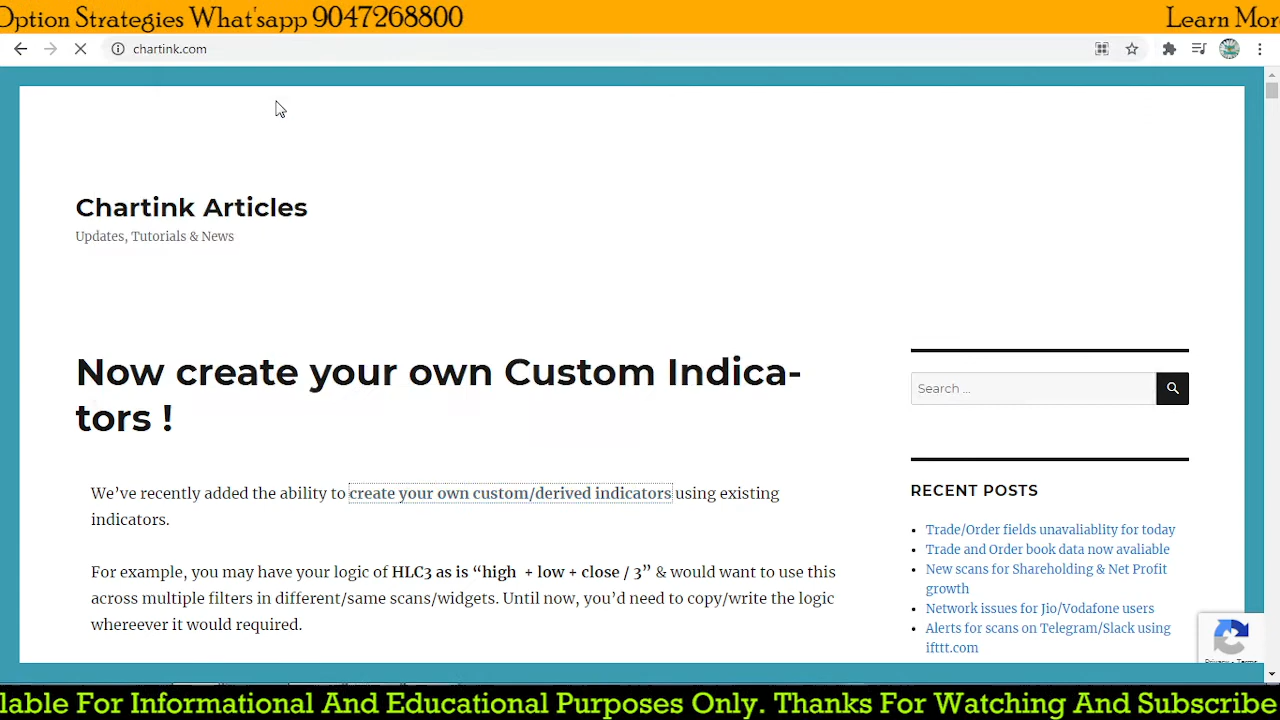 Option Strategies What'sapp 9047268800
Learn Mor
chartink.com
Chartink Articles
Updates, Tutorials & News
Now create your own Custom Indica-
tors !
We've recently added the ability to create your own custom/derived indicators using existing
indicators.
For example, you may have your logic of HLC3 as is “high + low + close / 3” & would want to use this
across multiple filters in different/same scans/widgets. Until now, you'd need to copy/write the logic
whereever it would required.
Search ...
RECENT POSTS
Trade/Order fields unavaliablity for today
Trade and Order book data now avaliable
New scans for Shareholding & Net Profit
growth
Network issues for Jio/Vodafone users
Alerts for scans on Telegram/Slack using
ifttt.com
Privacy - Terms
lable For Informational And Educational Purposes Only. Thanks For Watching And Subscribe